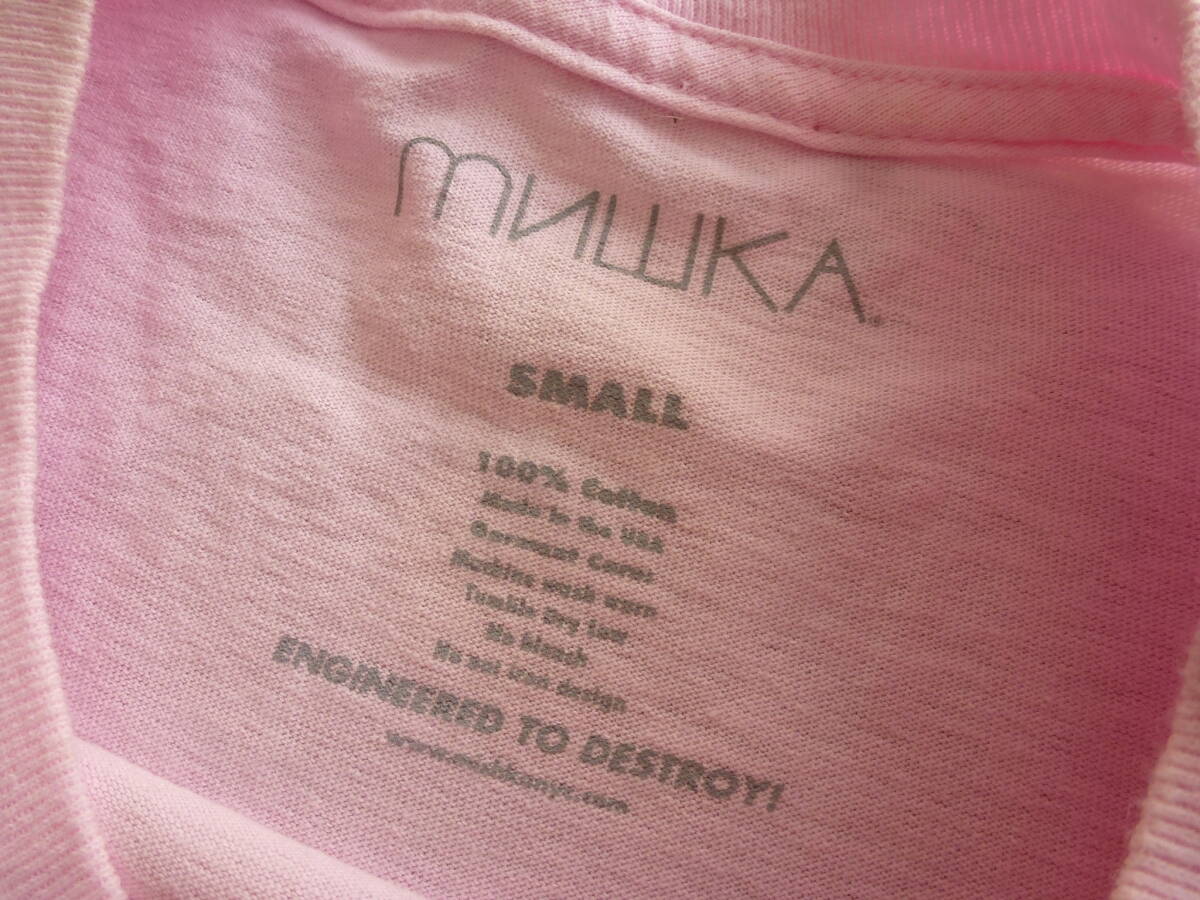 мишка®
SMALL
100% Cotton
Made in the USA
Garment Cares
Machine wash warm
Tumble Dry Low
No bleach
Do not iron design
ENGINEERED TO DESTROY!
www.mishkanyc.com